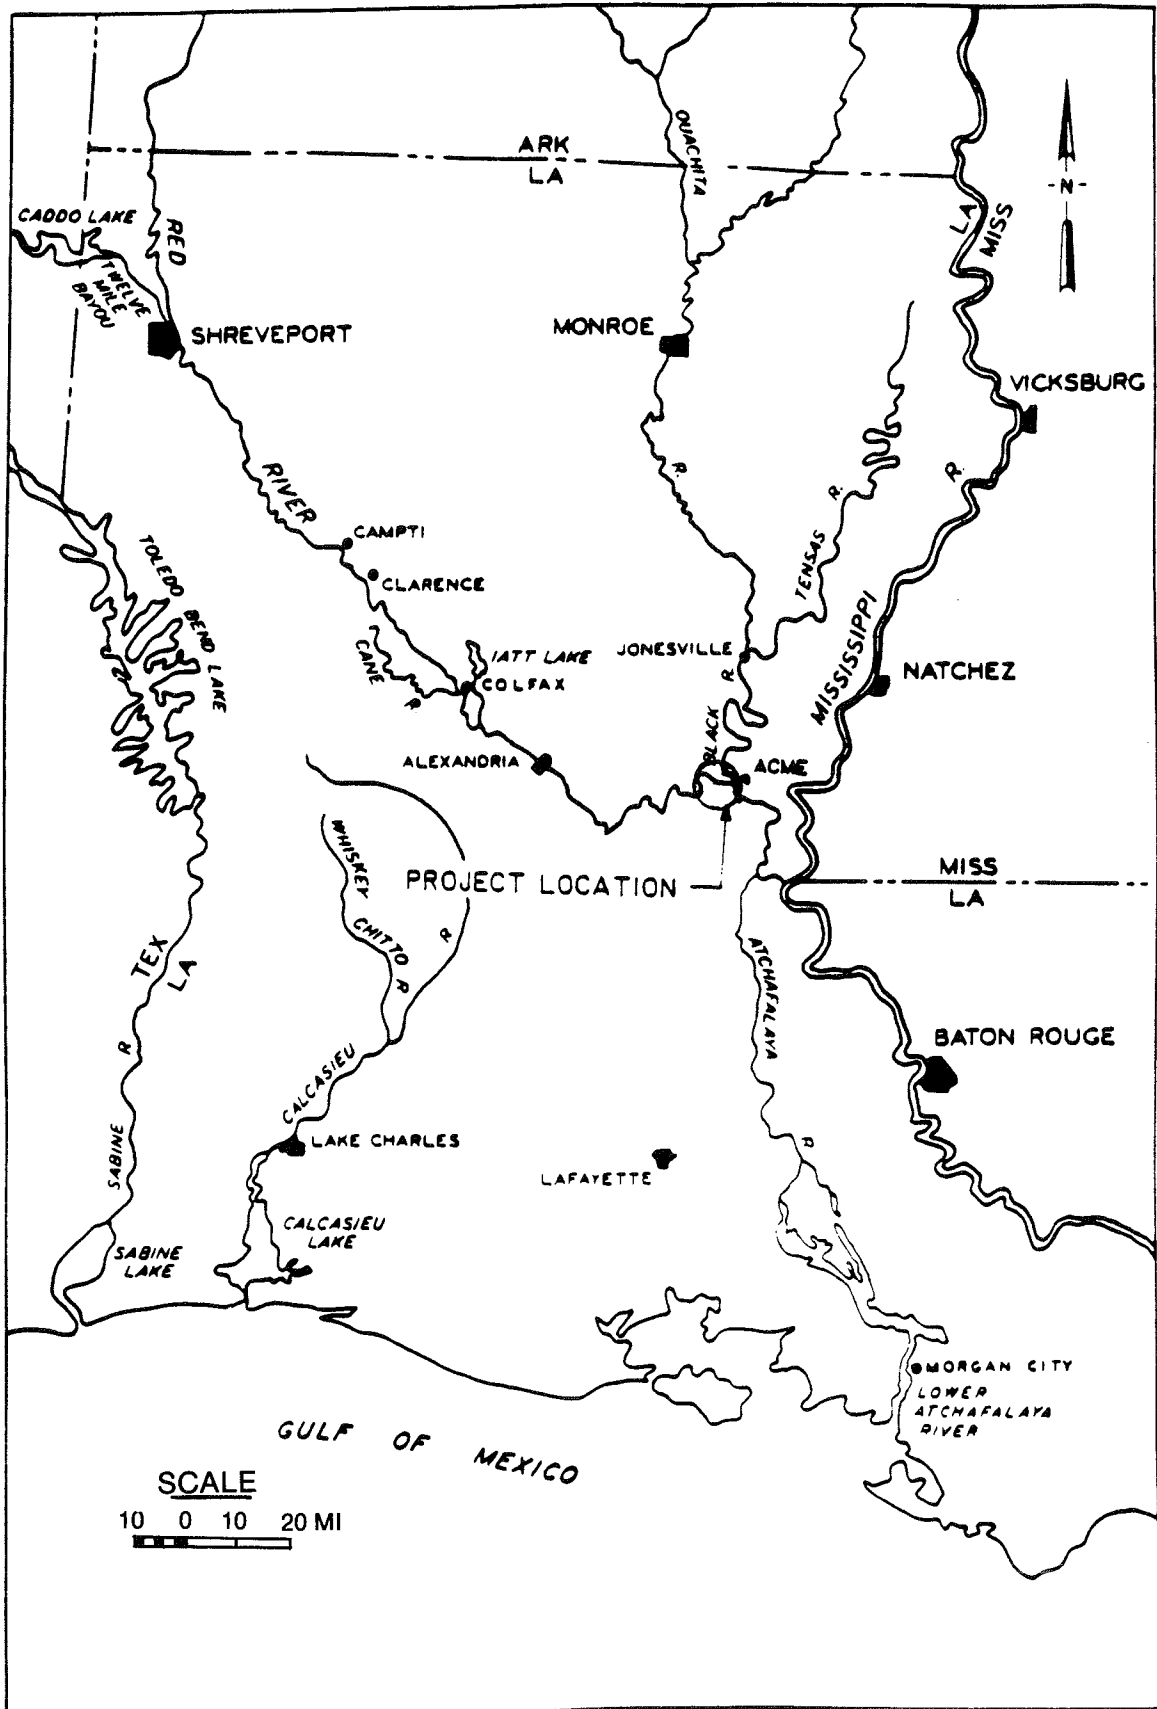 ARK
LA
OUACHITA
-N-
CADDO LAKE
RED
LA
MISS
TWELVE
MILE
BAYOU
SHREVEPORT
MONROE
VICKSBURG
RIVER
R.
R.
R.
CAMPTI
TOLEDO BEND LAKE
CLARENCE
TENSAS
MISSISSIPPI
CANE
R
IATT LAKE
JONESVILLE
COLFAX
R.
NATCHEZ
BLACK
ALEXANDRIA
ACME
WHISKEY
CHITTO
R
R
PROJECT LOCATION
MISS
LA
TEX
LA
ATCHAFALAYA
R
BATON ROUGE
R
CALCASIEU
SABINE
LAKE CHARLES
LAFAYETTE
CALCASIEU
LAKE
SABINE
LAKE
MORGAN CITY
LOWER
ATCHAFALAYA
RIVER
GULF OF MEXICO
SCALE
10 0 10 20 MI